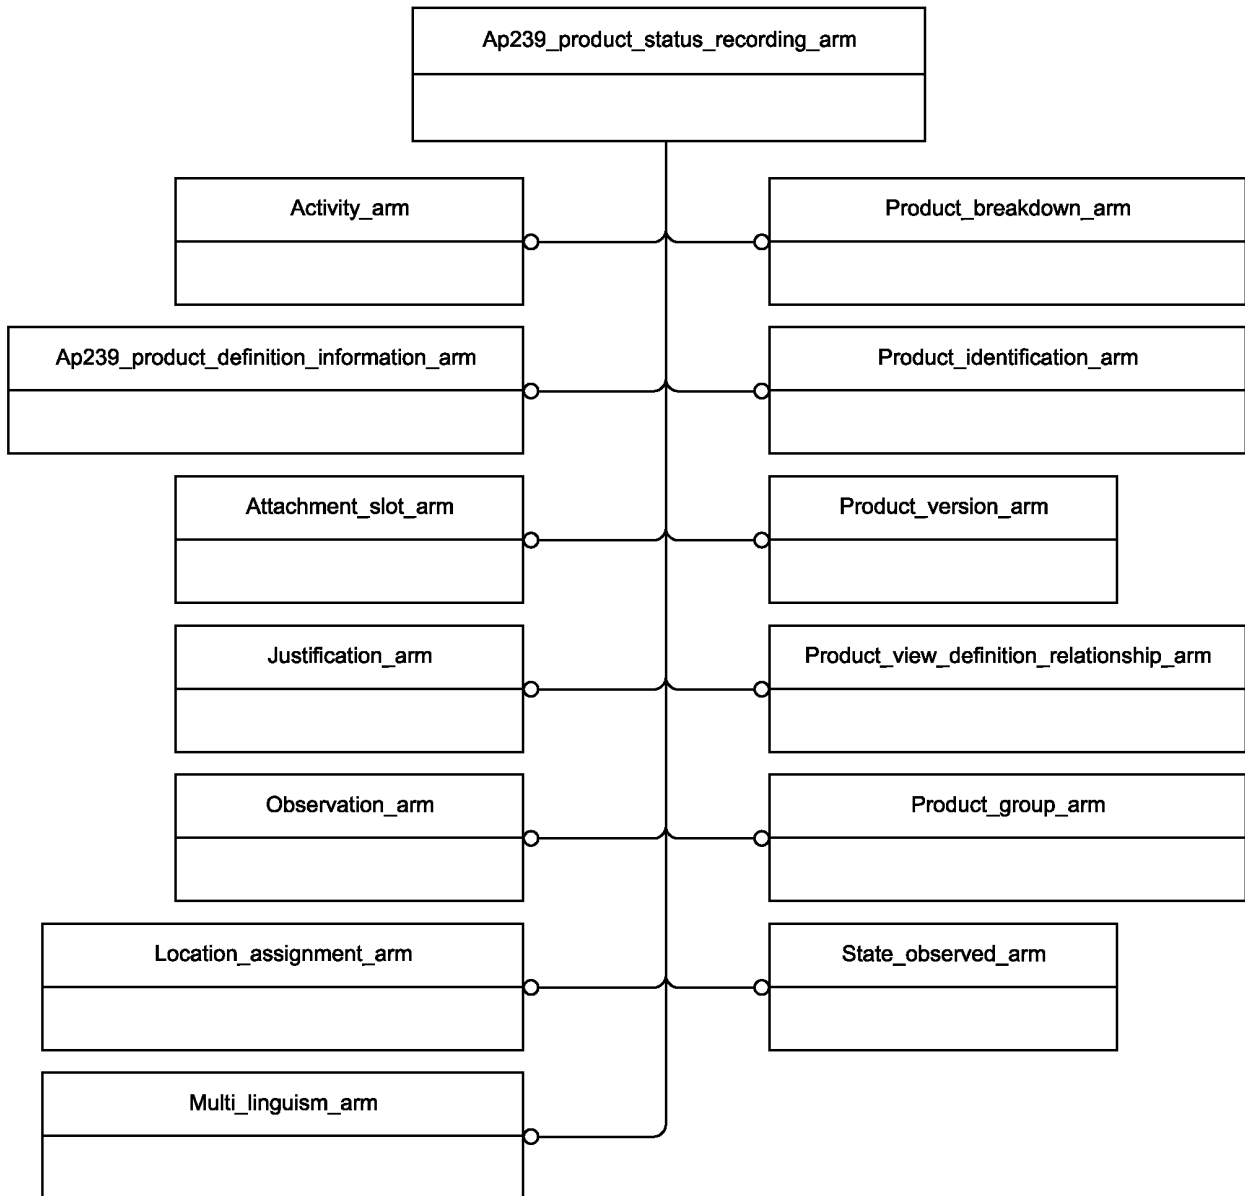 Ap239_product_status_recording_arm
Activity_arm
Product_breakdown_arm
Ap239_product_definition_information_arm
Product_identification_arm
Attachment_slot_arm
Product_version_arm
Justification_arm
Product_view_definition_relationship_arm
Observation_arm
Product_group_arm
Location_assignment_arm
State_observed_arm
Multi_linguism_arm